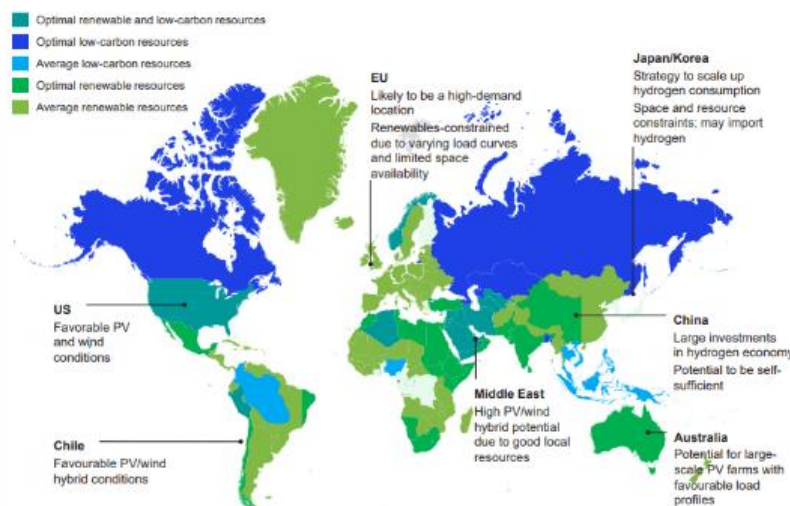 Optimal renewable and low-carbon resources
Optimal low-carbon resources
Average low-carbon resources
Optimal renewable resources
Average renewable resources
EU
Likely to be a high-demand
location
Renewables-constrained
due to varying load curves
and limited space
availability
Japan/Korea
Strategy to scale up
hydrogen consumption
Space and resource
constraints; may import
hydrogen
US
Favorable PV
and wind
conditions
China
Large investments
in hydrogen economy
Potential to be self-
sufficient
Middle East
High PV/wind
hybrid potential
due to good local
resources
Chile
Favourable PV/wind
hybrid conditions
Australia
Potential for large-
scale PV farms with
favourable load
profiles